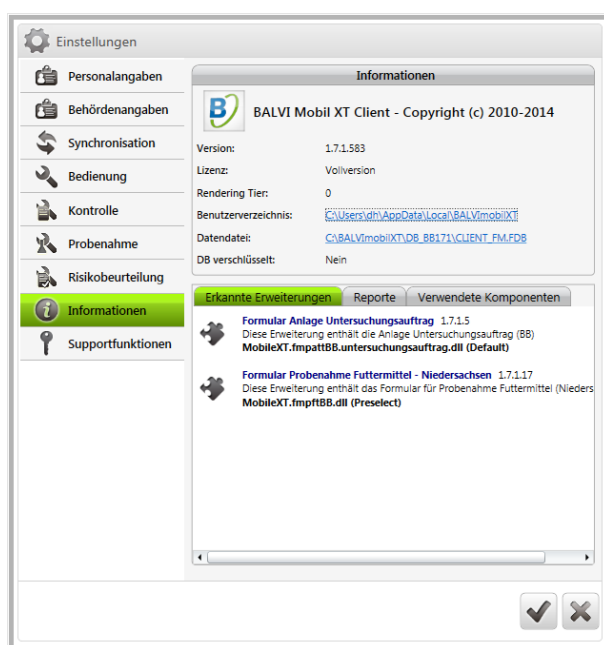 Einstellungen
Personalangaben
Behördenangaben
Synchronisation
Bedienung
Kontrolle
Probenahme
Risikobeurteilung
Informationen
Supportfunktionen
Informationen
B
BALVI Mobil XT Client - Copyright (c) 2010-2014
Version: 1.7.1.583
Lizenz: Vollversion
Rendering Tier: 0
Benutzerverzeichnis: C:\Users\dh\AppData\Local\BALVImobilXT
Datendatei: C:\BALVImobilXT\DB_BB171\CLIENT_FM.FDB
DB verschlüsselt: Nein
Erkannte Erweiterungen Reporte Verwendete Komponenten
Formular Anlage Untersuchungsauftrag 1.7.1.5
Diese Erweiterung enthält die Anlage Untersuchungsauftrag (BB)
MobileXT.fmpattBB.untersuchungsauftrag.dll (Default)
Formular Probenahme Futtermittel - Niedersachsen 1.7.1.17
Diese Erweiterung enthält das Formular für Probenahme Futtermittel (Nieders
MobileXT.fmpftBB.dll (Preselect)